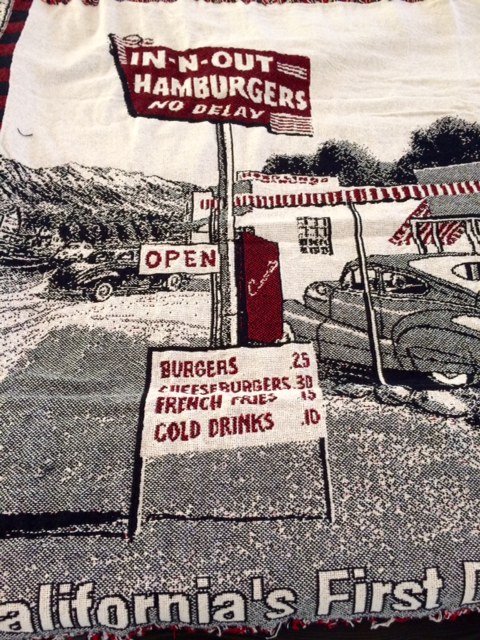 IN-N-OUT
HAMBURGERS
NO DELAY
OPEN
BURGERS .25
CHEESEBURGERS .30
FRENCH FRIES 15
COLD DRINKS .10
alifornia's First